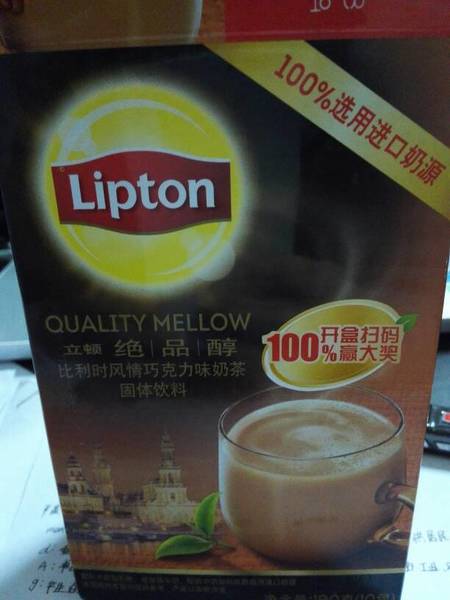 100%选用进口奶源
Lipton
QUALITY MELLOW
立顿 绝品醇
比利时风情巧克力味奶茶
固体饮料
100%
开盒扫码
赢大奖